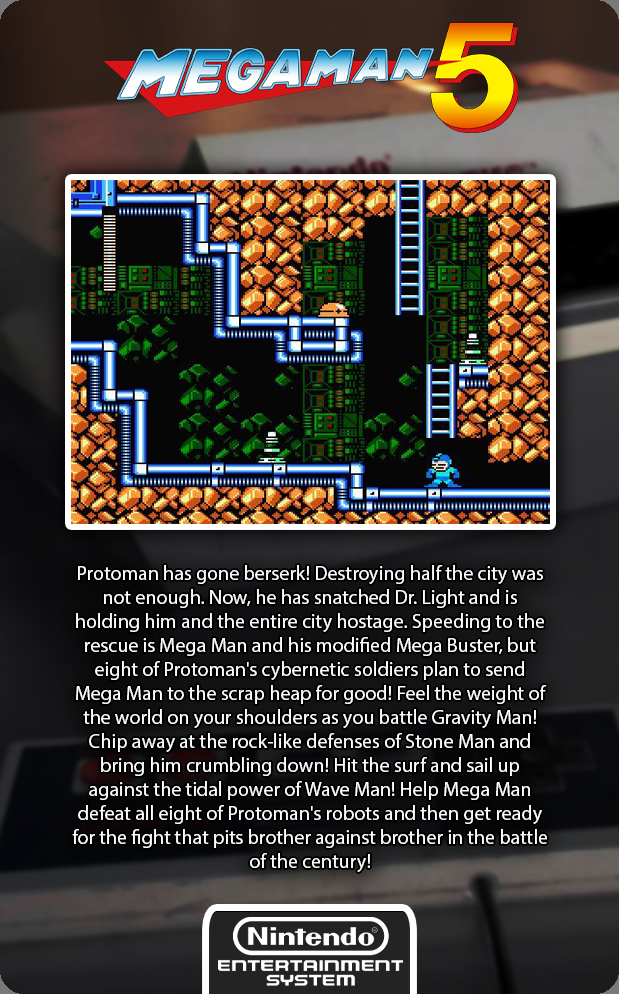 MEGAMAN 5
Nintendo
Protoman has gone berserk! Destroying half the city was
not enough. Now, he has snatched Dr. Light and is
holding him and the entire city hostage. Speeding to the
rescue is Mega Man and his modified Mega Buster, but
eight of Protoman's cybernetic soldiers plan to send
Mega Man to the scrap heap for good! Feel the weight of
the world on your shoulders as you battle Gravity Man!
Chip away at the rock-like defenses of Stone Man and
bring him crumbling down! Hit the surf and sail up
against the tidal power of Wave Man! Help Mega Man
defeat all eight of Protoman's robots and then get ready
for the fight that pits brother against brother in the battle
of the century!
Nintendo®
ENTERTAINMENT
SYSTEM